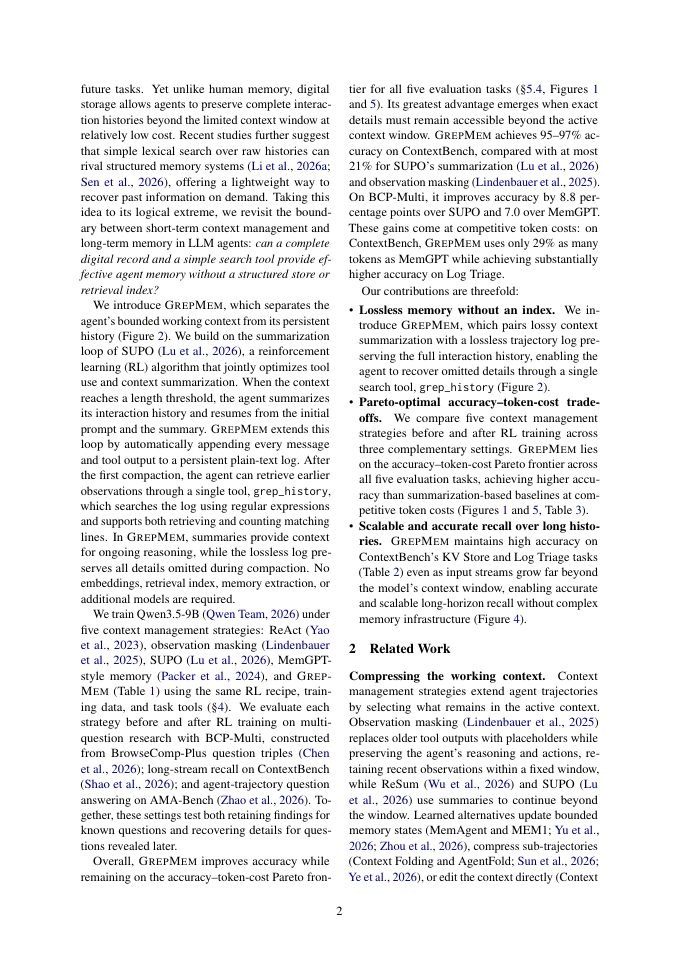 future tasks. Yet unlike human memory, digital
storage allows agents to preserve complete interac-
tion histories beyond the limited context window at
relatively low cost. Recent studies further suggest
that simple lexical search over raw histories can
rival structured memory systems (Li et al., 2026a;
Sen et al., 2026), offering a lightweight way to
recover past information on demand. Taking this
idea to its logical extreme, we revisit the bound-
ary between short-term context management and
long-term memory in LLM agents: can a complete
digital record and a simple search tool provide ef-
fective agent memory without a structured store or
retrieval index?
We introduce GREPMEM, which separates the
agent's bounded working context from its persistent
history (Figure 2). We build on the summarization
loop of SUPO (Lu et al., 2026), a reinforcement
learning (RL) algorithm that jointly optimizes tool
use and context summarization. When the context
reaches a length threshold, the agent summarizes
its interaction history and resumes from the initial
prompt and the summary. GREPMEM extends this
loop by automatically appending every message
and tool output to a persistent plain-text log. After
the first compaction, the agent can retrieve earlier
observations through a single tool, grep_history,
which searches the log using regular expressions
and supports both retrieving and counting matching
lines. In GREPMEM, summaries provide context
for ongoing reasoning, while the lossless log pre-
serves all details omitted during compaction. No
embeddings, retrieval index, memory extraction, or
additional models are required.
We train Qwen3.5-9B (Qwen Team, 2026) under
five context management strategies: ReAct (Yao
et al., 2023), observation masking (Lindenbauer
et al., 2025), SUPO (Lu et al., 2026), MemGPT-
style memory (Packer et al., 2024), and GREP-
MEM (Table 1) using the same RL recipe, train-
ing data, and task tools (§4). We evaluate each
strategy before and after RL training on multi-
question research with BCP-Multi, constructed
from BrowseComp-Plus question triples (Chen
et al., 2026); long-stream recall on ContextBench
(Shao et al., 2026); and agent-trajectory question
answering on AMA-Bench (Zhao et al., 2026). To-
gether, these settings test both retaining findings for
known questions and recovering details for ques-
tions revealed later.
Overall, GREPMEM improves accuracy while
remaining on the accuracy–token-cost Pareto fron-
tier for all five evaluation tasks (§5.4, Figures 1
and 5). Its greatest advantage emerges when exact
details must remain accessible beyond the active
context window. GREPMEM achieves 95–97% ac-
curacy on ContextBench, compared with at most
21% for SUPO's summarization (Lu et al., 2026)
and observation masking (Lindenbauer et al., 2025).
On BCP-Multi, it improves accuracy by 8.8 per-
centage points over SUPO and 7.0 over MemGPT.
These gains come at competitive token costs: on
ContextBench, GREPMEM uses only 29% as many
tokens as MemGPT while achieving substantially
higher accuracy on Log Triage.
Our contributions are threefold:
• Lossless memory without an index. We in-
troduce GREPMEM, which pairs lossy context
summarization with a lossless trajectory log pre-
serving the full interaction history, enabling the
agent to recover omitted details through a single
search tool, grep_history (Figure 2).
• Pareto-optimal accuracy–token-cost trade-
offs. We compare five context management
strategies before and after RL training across
three complementary settings. GREPMEM lies
on the accuracy–token-cost Pareto frontier across
all five evaluation tasks, achieving higher accu-
racy than summarization-based baselines at com-
petitive token costs (Figures 1 and 5, Table 3).
• Scalable and accurate recall over long histo-
ries. GREPMEM maintains high accuracy on
ContextBench's KV Store and Log Triage tasks
(Table 2) even as input streams grow far beyond
the model's context window, enabling accurate
and scalable long-horizon recall without complex
memory infrastructure (Figure 4).
2 Related Work
Compressing the working context. Context
management strategies extend agent trajectories
by selecting what remains in the active context.
Observation masking (Lindenbauer et al., 2025)
replaces older tool outputs with placeholders while
preserving the agent's reasoning and actions, re-
taining recent observations within a fixed window,
while ReSum (Wu et al., 2026) and SUPO (Lu
et al., 2026) use summaries to continue beyond
the window. Learned alternatives update bounded
memory states (MemAgent and MEM1; Yu et al.,
2026; Zhou et al., 2026), compress sub-trajectories
(Context Folding and AgentFold; Sun et al., 2026;
Ye et al., 2026), or edit the context directly (Context
2